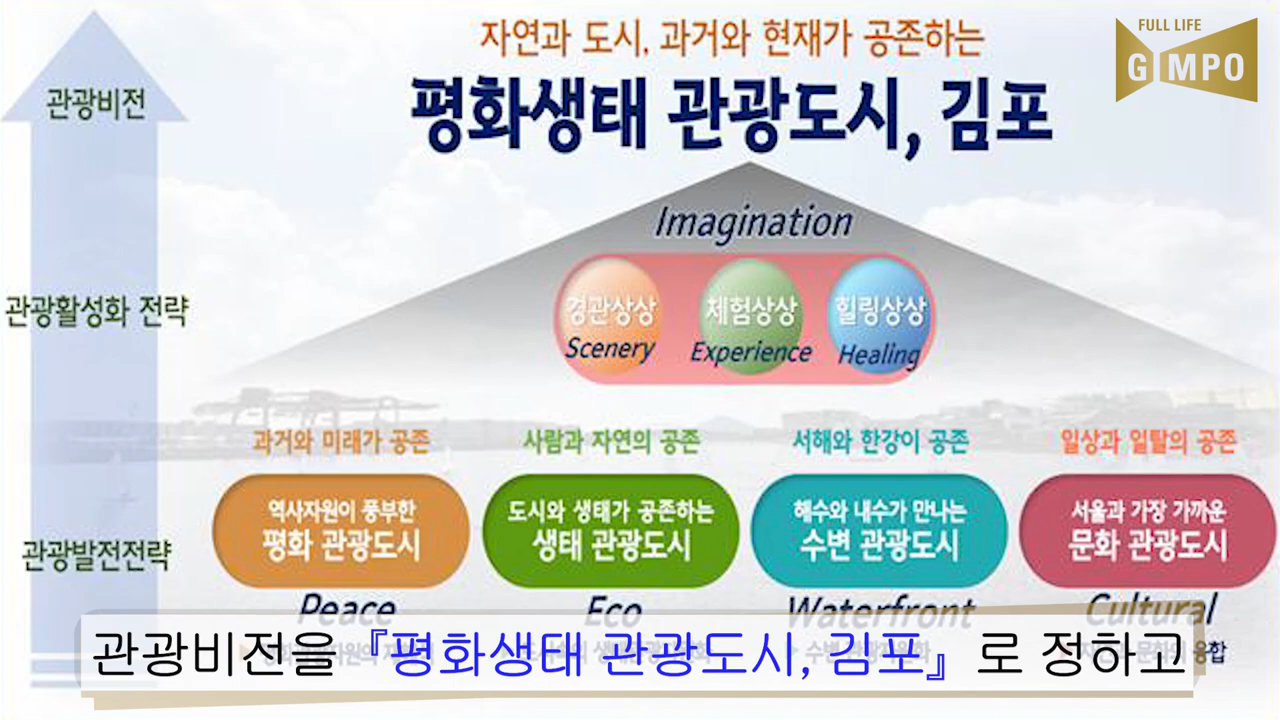 FULL LIFE
GIMPO
자연과 도시, 과거와 현재가 공존하는
평화생태 관광도시, 김포
관광비전
Imagination
관광활성화 전략
경관상상
Scenery
체험상상
Experience
힐링상상
Healing
과거와 미래가 공존
사람과 자연의 공존
서해와 한강이 공존
일상과 일탈의 공존
관광발전전략
역사자원이 풍부한
평화 관광도시
도시와 생태가 공존하는
생태 관광도시
해수와 내수가 만나는
수변 관광도시
서울과 가장 가까운
문화 관광도시
Peace
Eco
Waterfront
Cultural
관광비전을 『평화생태 관광도시, 김포』로 정하고